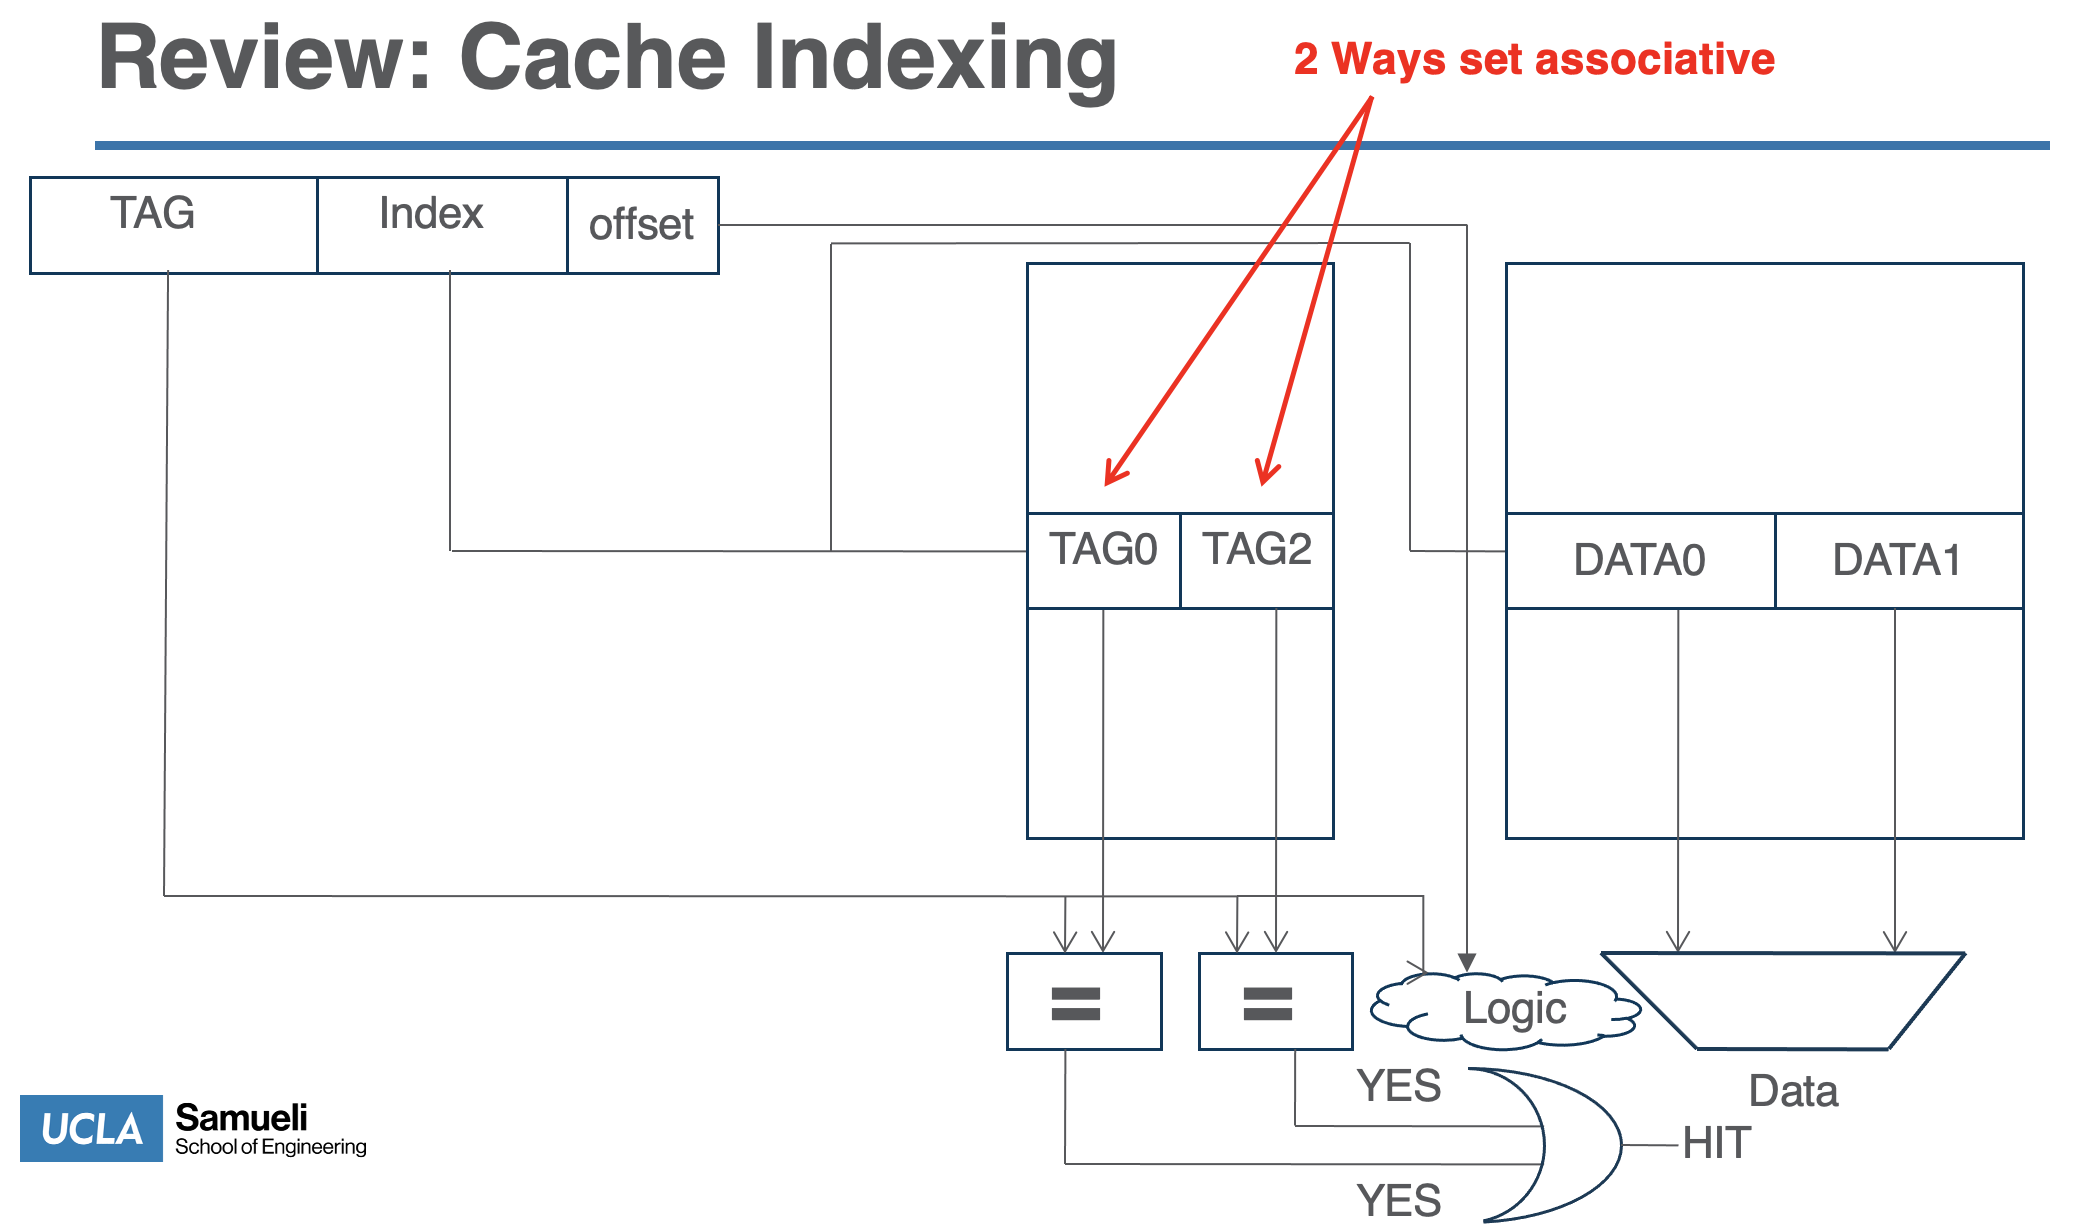 Review: Cache Indexing
2 Ways set associative
TAG
Index
offset
TAG0
TAG2
DATA0
DATA1
=
=
Logic
YES
Data
HIT
YES
UCLA
Samueli
School of Engineering